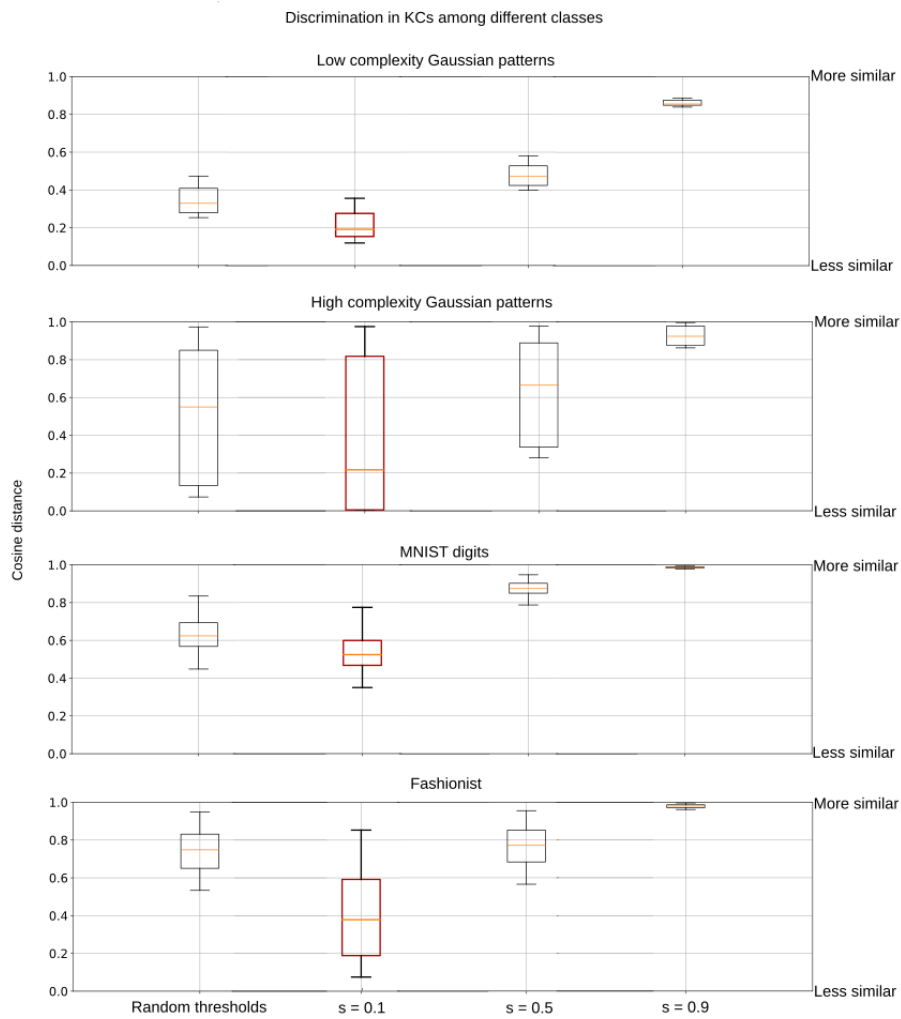 Discrimination in KCs among different classes
Low complexity Gaussian patterns
1.0 More similar
0.8
0.6
0.4
0.2
0.0 Less similar
High complexity Gaussian patterns
1.0 More similar
0.8
0.6
0.4
0.2
0.0 Less similar
Cosine distance
MNIST digits
1.0 More similar
0.8
0.6
0.4
0.2
0.0 Less similar
Fashionist
1.0 More similar
0.8
0.6
0.4
0.2
0.0 Less similar
Random thresholds s = 0.1 s = 0.5 s = 0.9